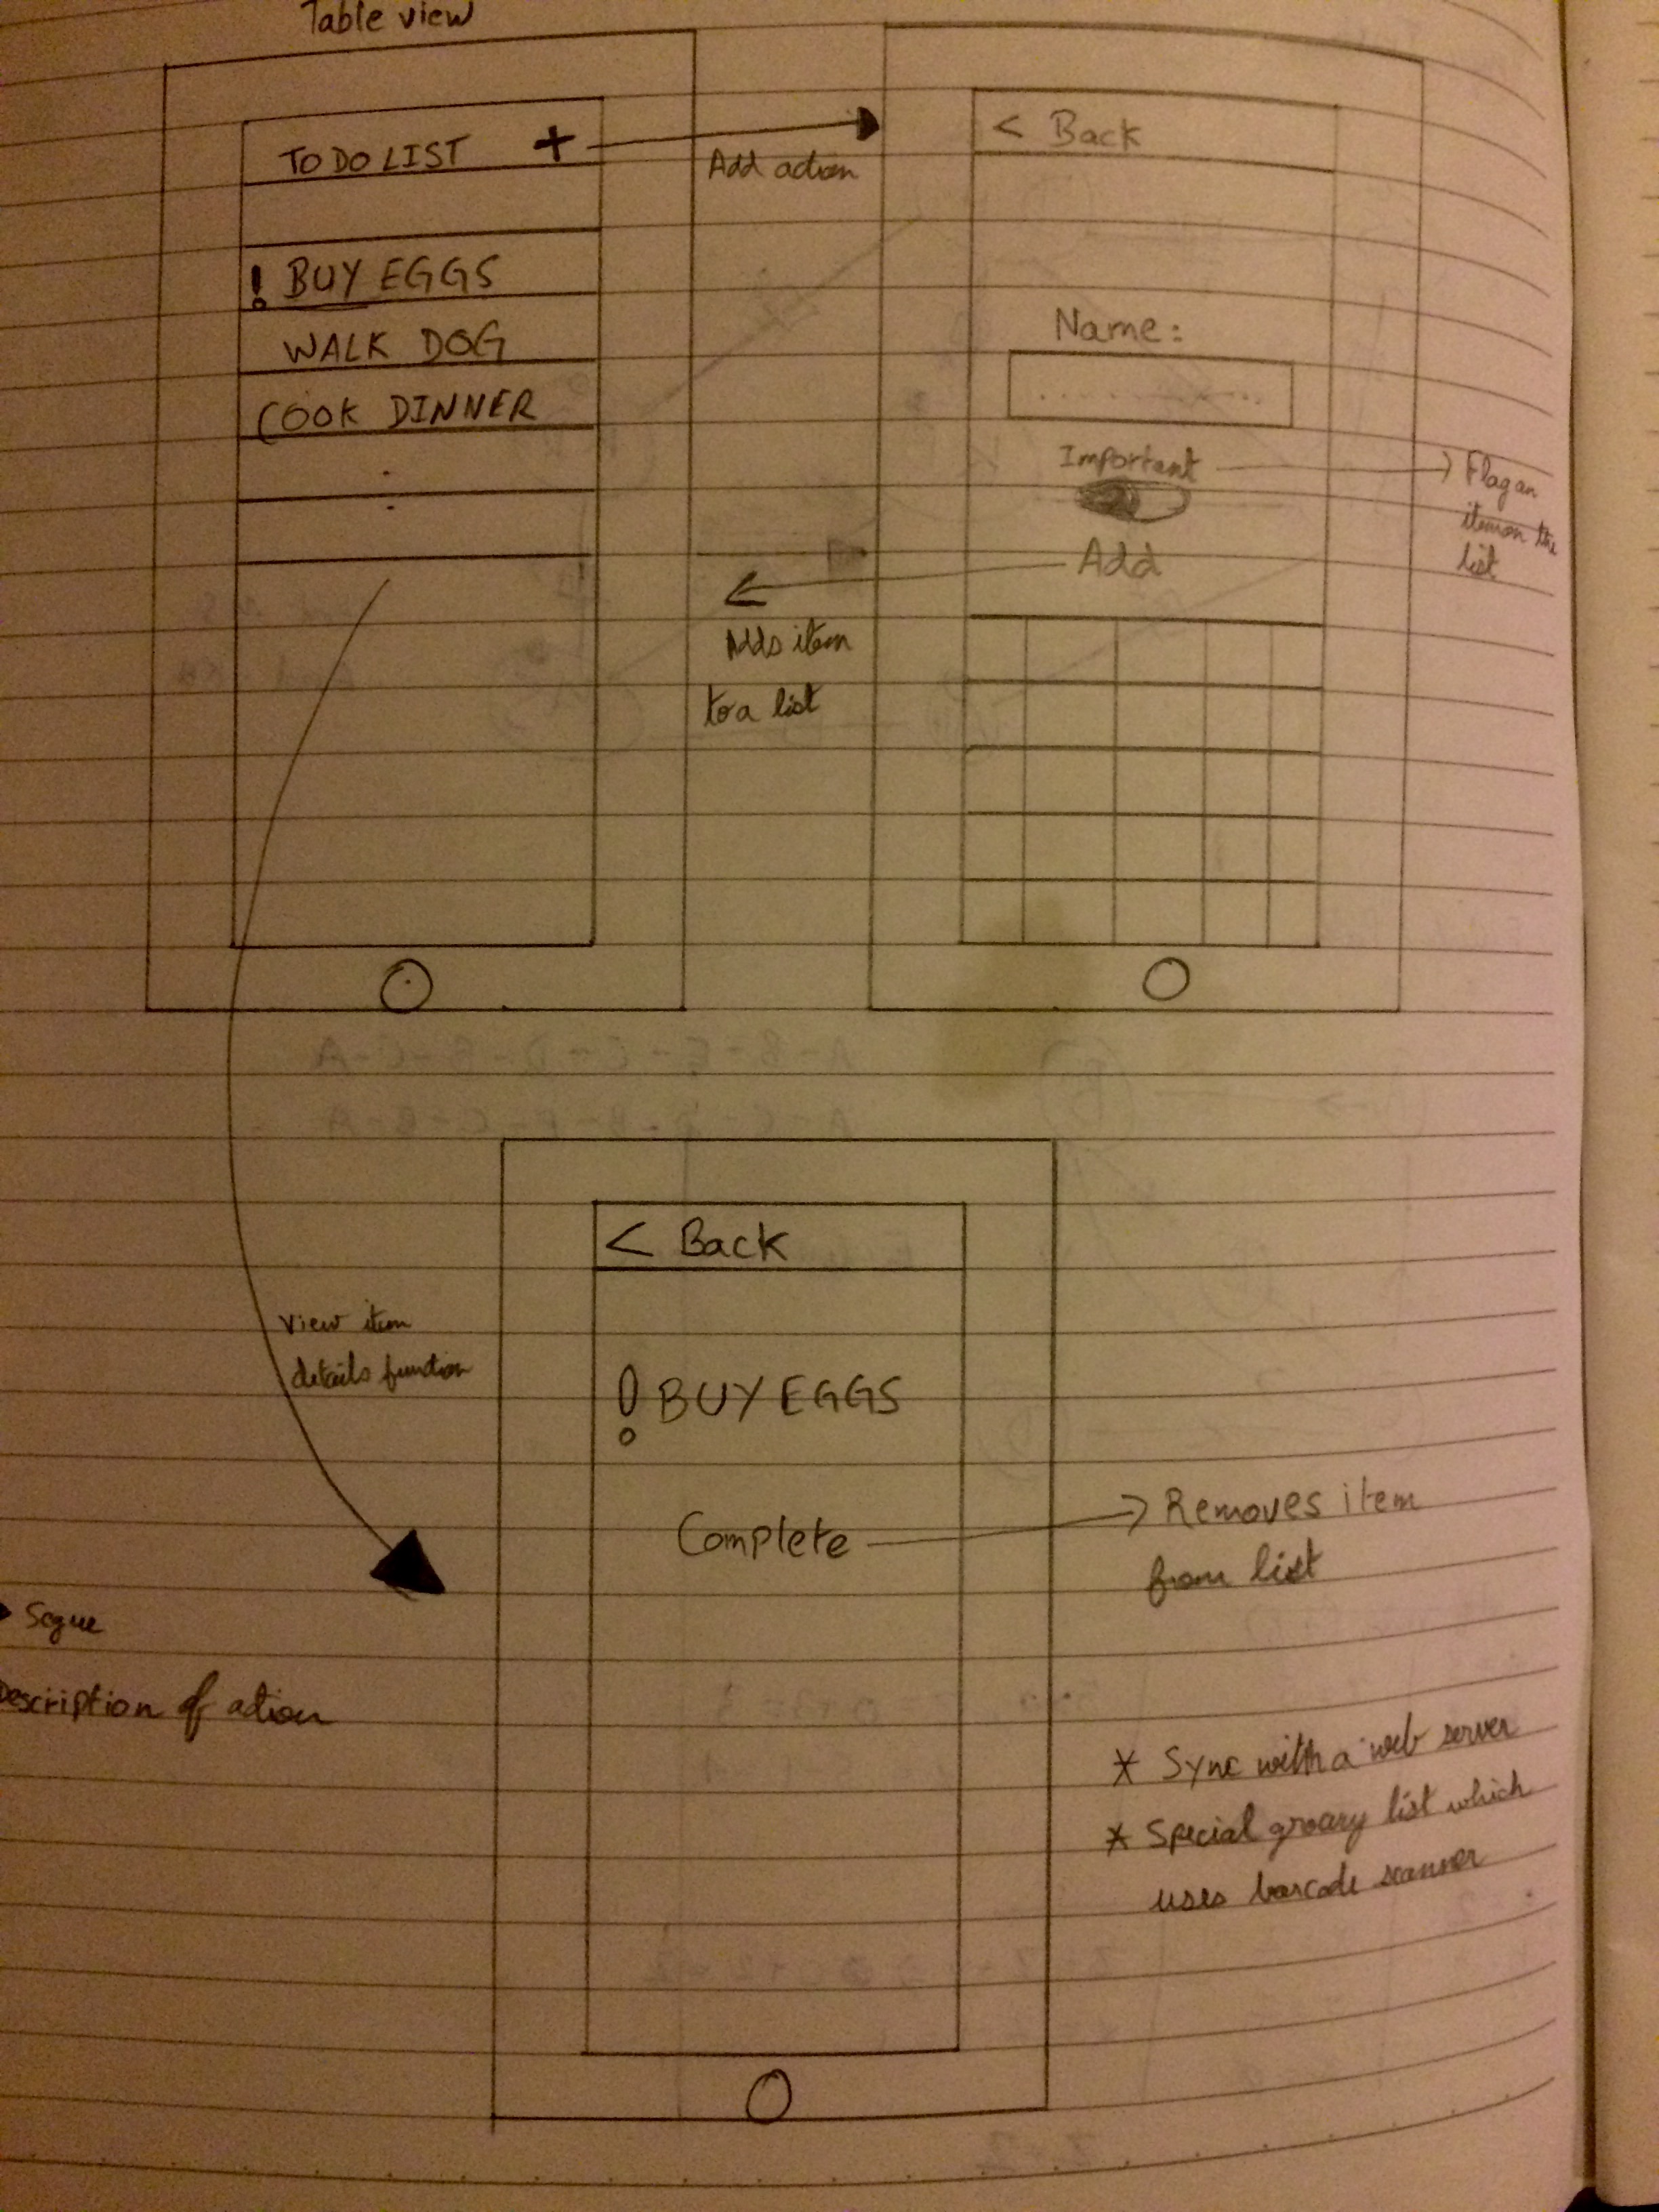 Table view
TO DO LIST +
! BUY EGGS
WALK DOG
COOK DINNER
Add action
< Back
Name:
Important
Flag an
item on the
list
Add
Adds item
to a list
A-B-E-C-D-B-C-A
View item
details function
< Back
! BUY EGGS
Complete
Removes item
from list
Segue
Description of action
* Sync with a web server
* Special groary list which
uses barcode scanner